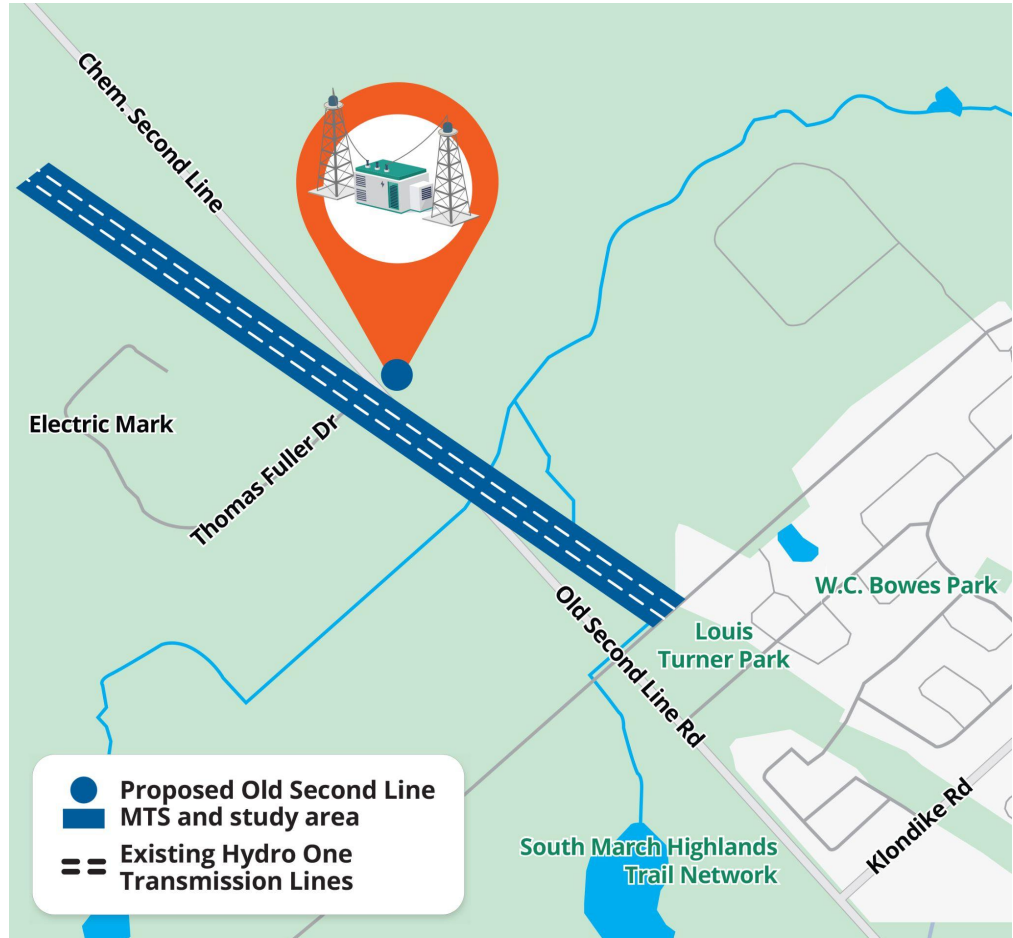 Chem. Second Line
Electric Mark
Thomas Fuller Dr
Old Second Line Rd
W.C. Bowes Park
Louis
Turner Park
Klondike Rd
South March Highlands
Trail Network
Proposed Old Second Line
MTS and study area
Existing Hydro One
Transmission Lines